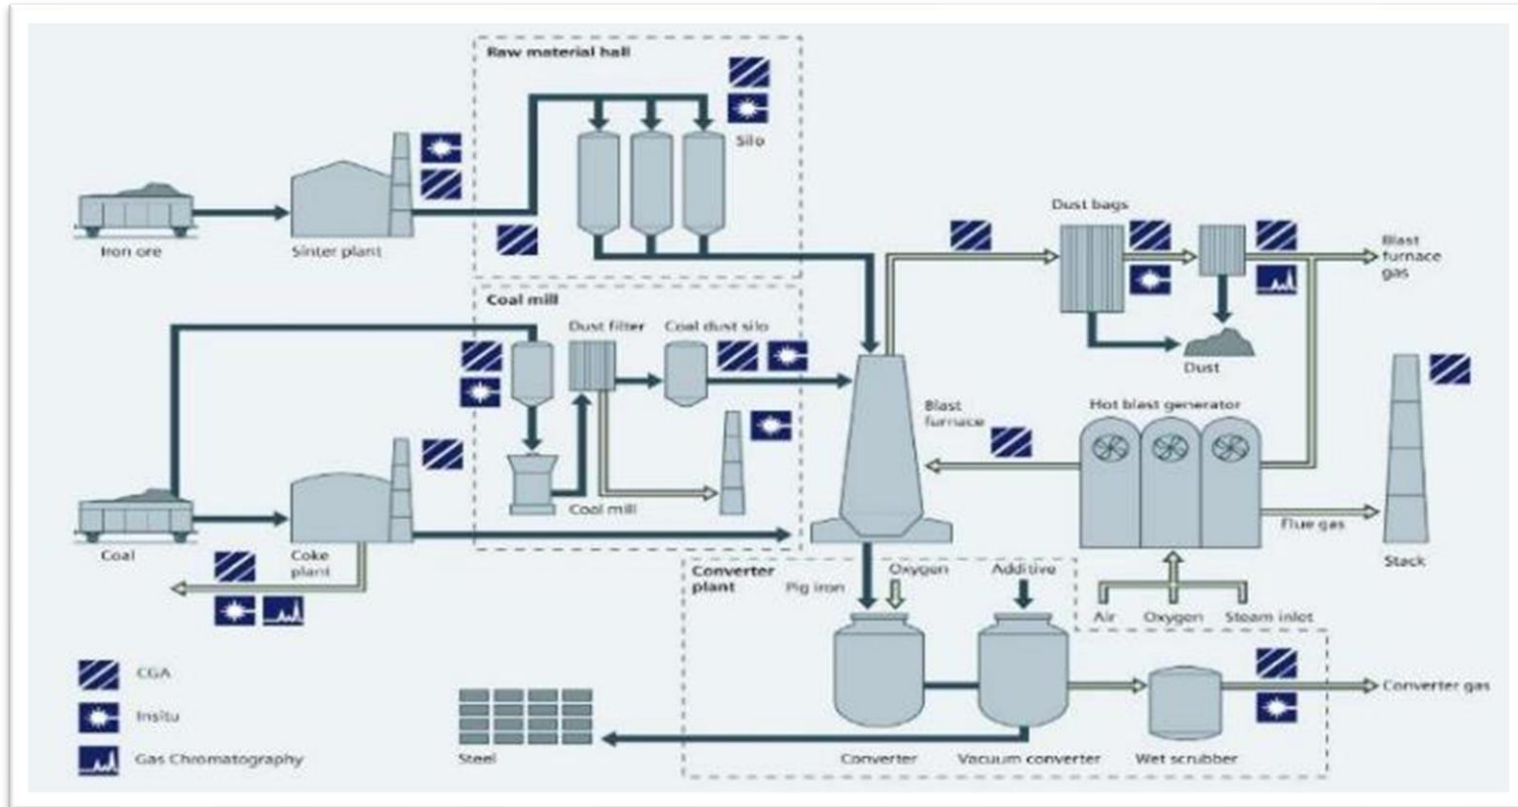 Raw material hall
Silo
Iron ore
Sinter plant
Dust bags
Blast
furnace
gas
Dust
Coal mill
Dust filter
Coal dust silo
Coal mill
Blast
furnace
Hot blast generator
Flue gas
Stack
Coal
Coke
plant
Converter
plant
Pig iron
Oxygen
Additive
Air
Oxygen
Steam inlet
Converter gas
CGA
Insitu
Gas Chromatography
Steel
Converter
Vacuum converter
Wet scrubber